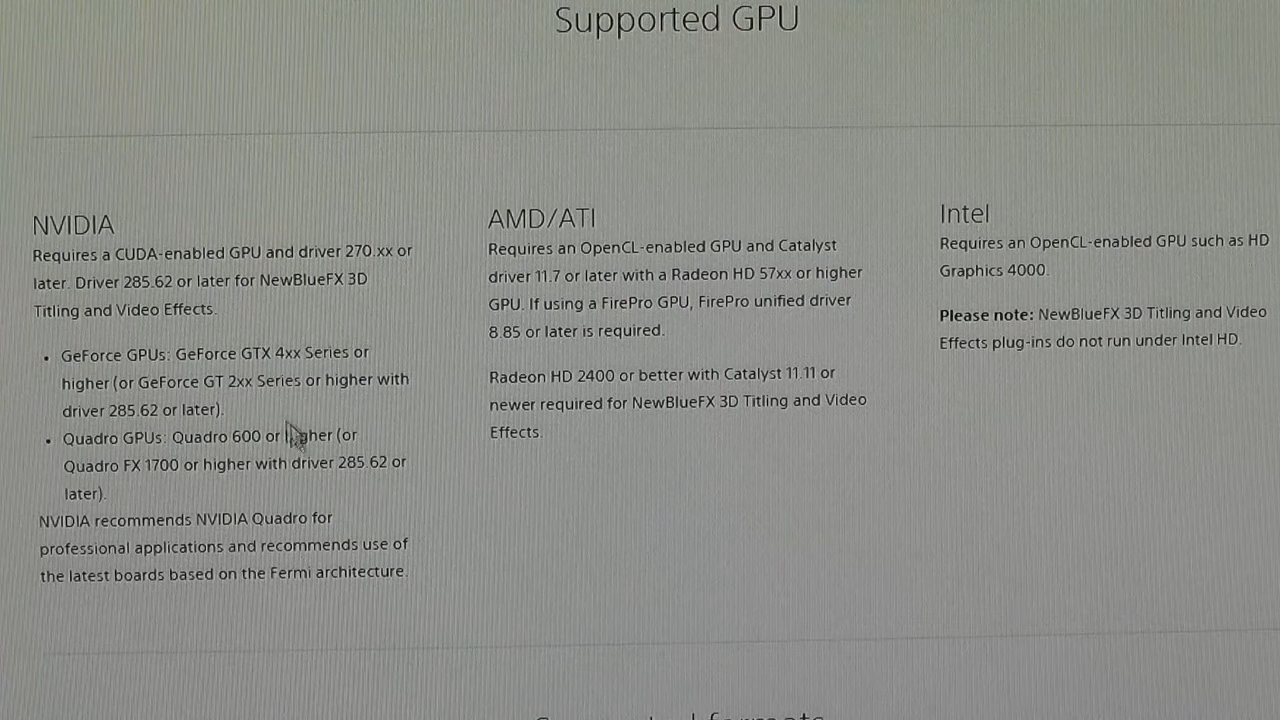 Supported GPU
NVIDIA
Requires a CUDA-enabled GPU and driver 270.xx or
later. Driver 285.62 or later for NewBlueFX 3D
Titling and Video Effects.
• GeForce GPUs: GeForce GTX 4xx Series or
higher (or GeForce GT 2xx Series or higher with
driver 285.62 or later).
• Quadro GPUs: Quadro 600 or higher (or
Quadro FX 1700 or higher with driver 285.62 or
later).
NVIDIA recommends NVIDIA Quadro for
professional applications and recommends use of
the latest boards based on the Fermi architecture.
AMD/ATI
Requires an OpenCL-enabled GPU and Catalyst
driver 11.7 or later with a Radeon HD 57xx or higher
GPU. If using a FirePro GPU, FirePro unified driver
8.85 or later is required.
Radeon HD 2400 or better with Catalyst 11.11 or
newer required for NewBlueFX 3D Titling and Video
Effects.
Intel
Requires an OpenCL-enabled GPU such as HD
Graphics 4000.
Please note: NewBlueFX 3D Titling and Video
Effects plug-ins do not run under Intel HD.